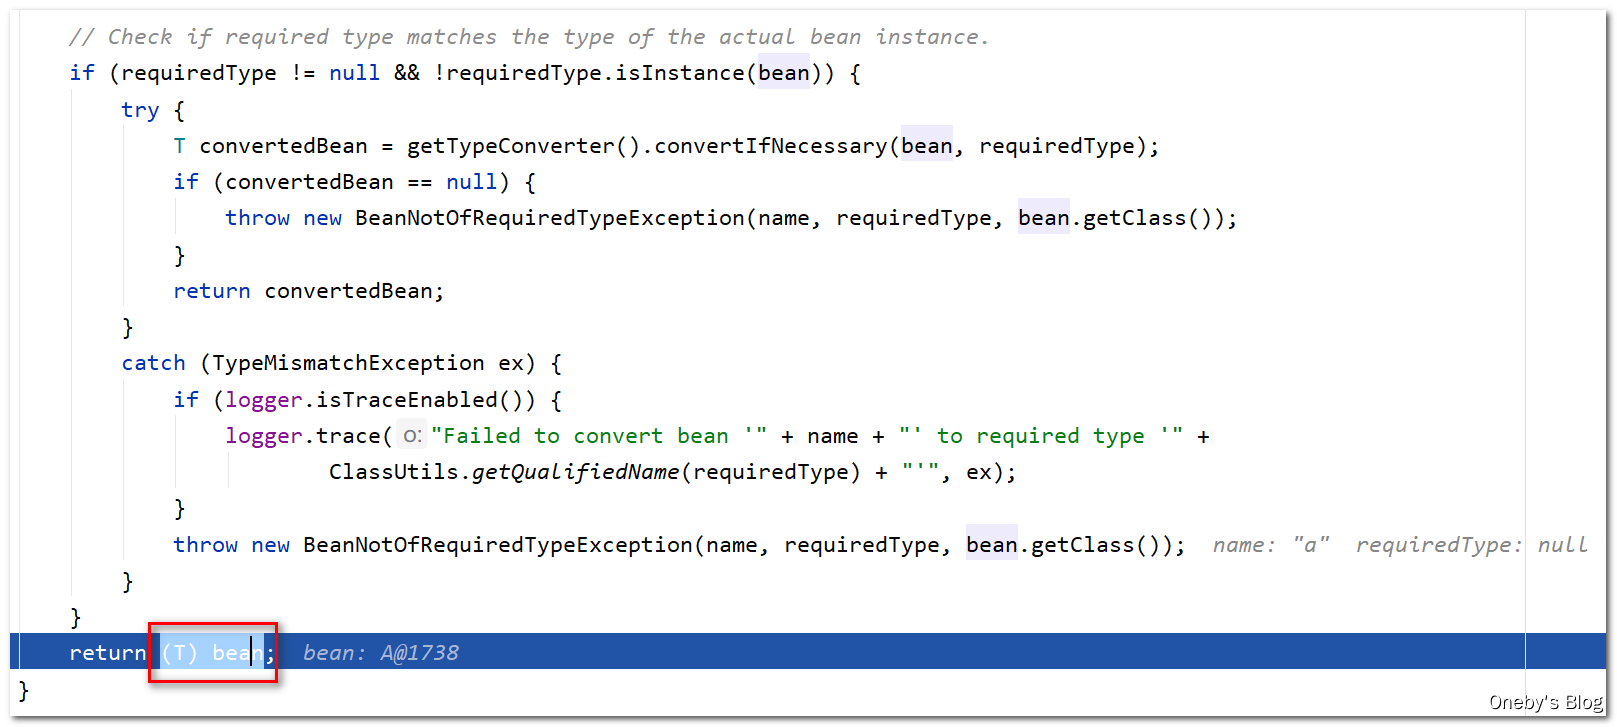 // Check if required type matches the type of the actual bean instance.
if (requiredType != null && !requiredType.isInstance(bean)) {
try {
T convertedBean = getTypeConverter().convertIfNecessary(bean, requiredType);
if (convertedBean == null) {
throw new BeanNotOfRequiredTypeException(name, requiredType, bean.getClass());
}
return convertedBean;
}
catch (TypeMismatchException ex) {
if (logger.isTraceEnabled()) {
logger.trace( o: "Failed to convert bean '" + name + "' to required type '" +
ClassUtils.getQualifiedName(requiredType) + "'", ex);
}
throw new BeanNotOfRequiredTypeException(name, requiredType, bean.getClass()); name: "a" requiredType: null
}
}
return (T) bean; bean: A@1738
}
Oneby's Blog